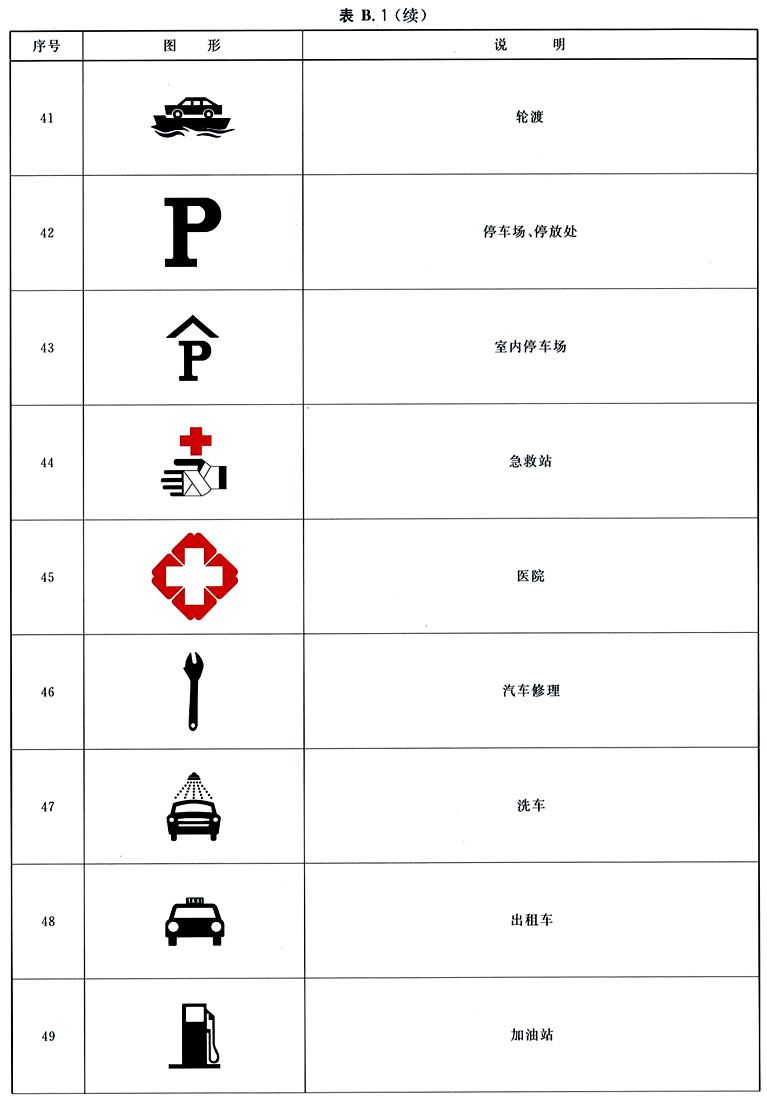 表 B.1(续)
序号 图 形 说 明
41 轮渡
42 P 停车场、停放处
43 P 室内停车场
44 急救站
45 医院
46 汽车修理
47 洗车
48 TAXI 出租车
49 加油站